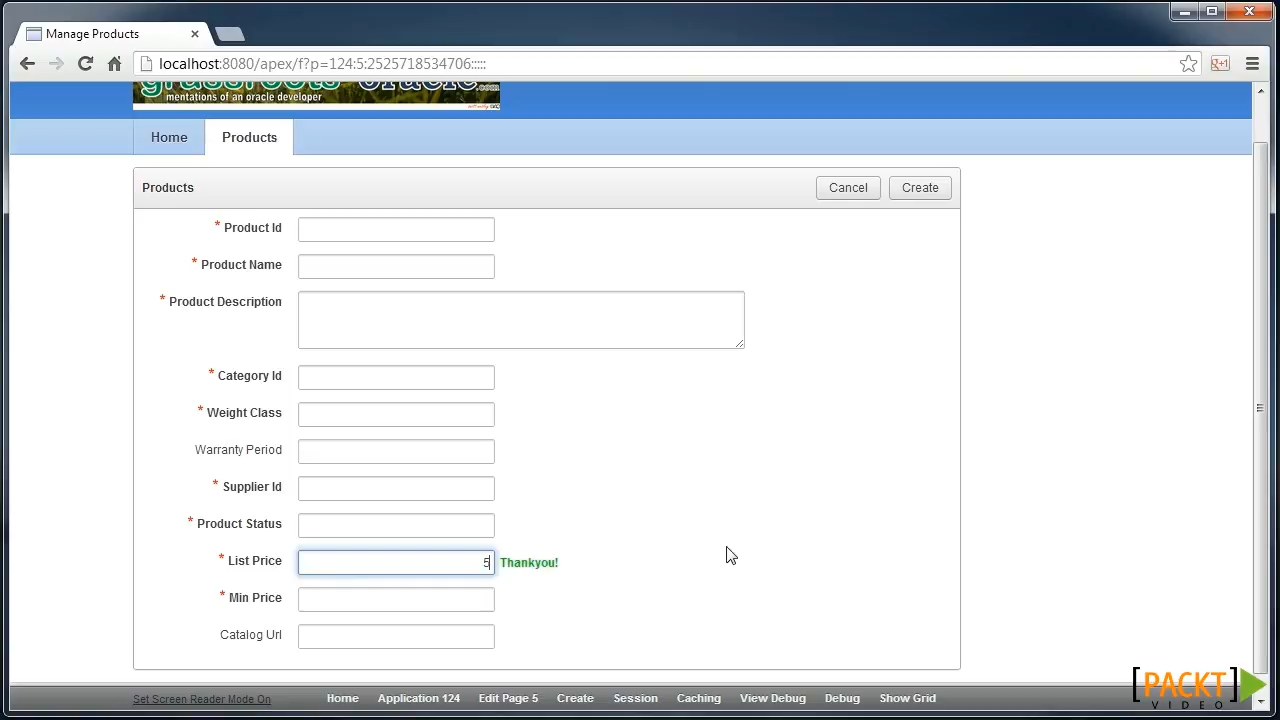 Manage Products
localhost:8080/apex/f?p=124:5:2525718534706:::::
grassroots oracle.com
mentations of an oracle developer
Home
Products
Products
Cancel
Create
* Product Id
* Product Name
* Product Description
* Category Id
* Weight Class
Warranty Period
* Supplier Id
* Product Status
* List Price 5 Thankyou!
* Min Price
Catalog Url
Set Screen Reader Mode On
Home
Application 124
Edit Page 5
Create
Session
Caching
View Debug
Debug
Show Grid
[PACKT]
VIDEO